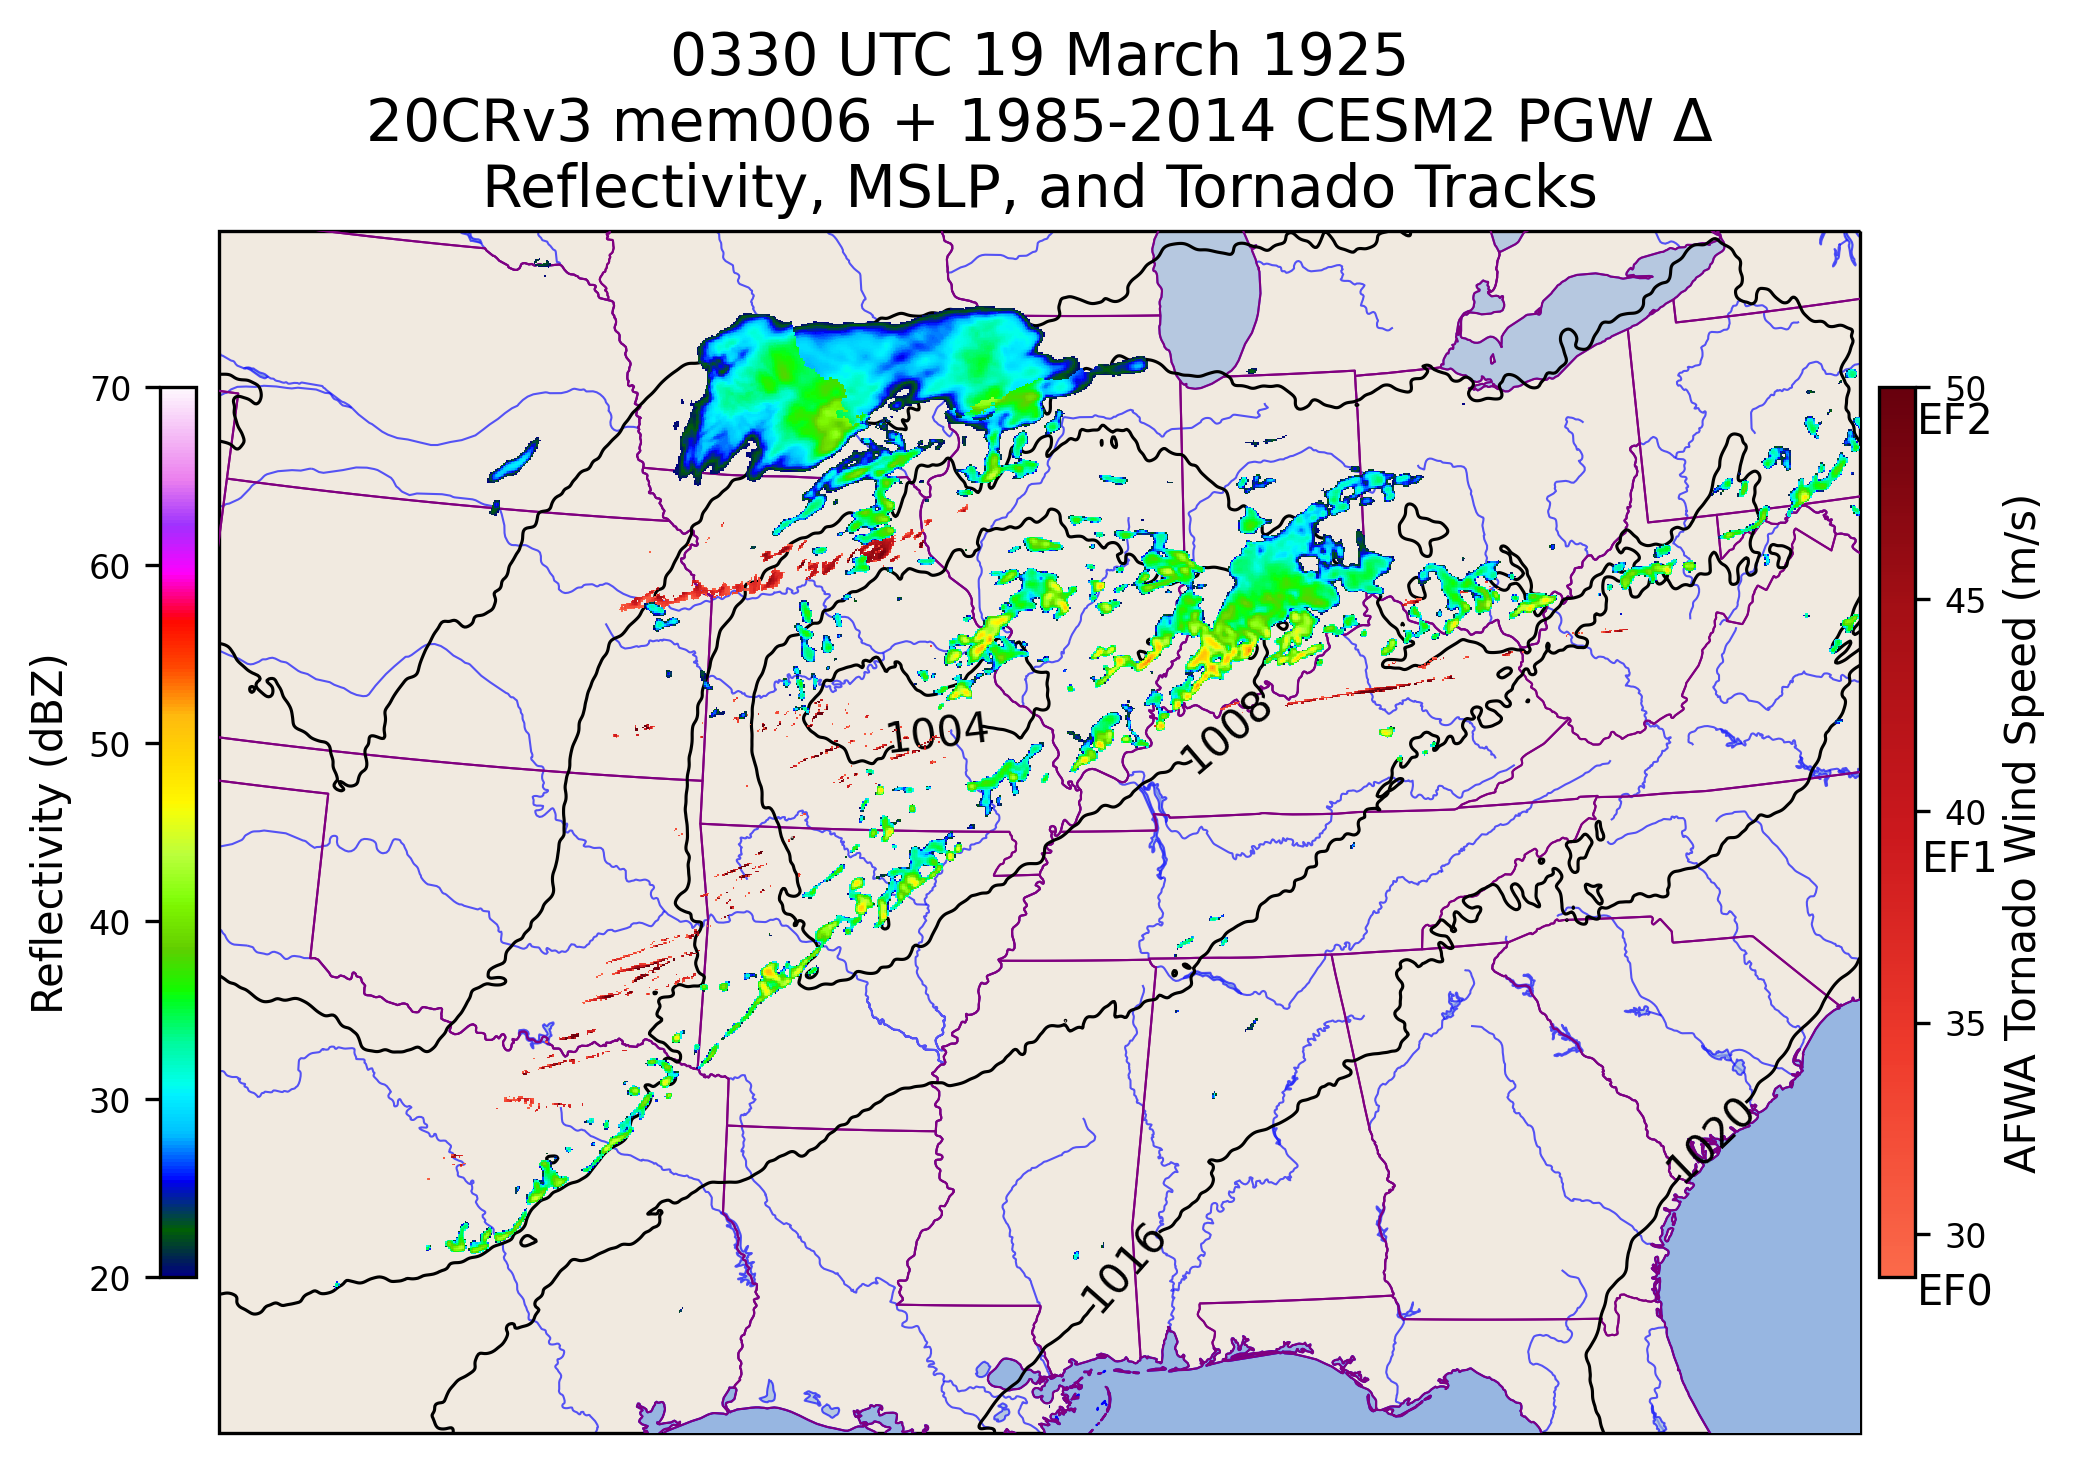 0330 UTC 19 March 1925
20CRv3 mem006 + 1985-2014 CESM2 PGW Δ
Reflectivity, MSLP, and Tornado Tracks
Reflectivity (dBZ)
70
60
50
40
30
20
1004
1008
1016
1020
50
EF2
45
40
EF1
35
30
EF0
AFWA Tornado Wind Speed (m/s)